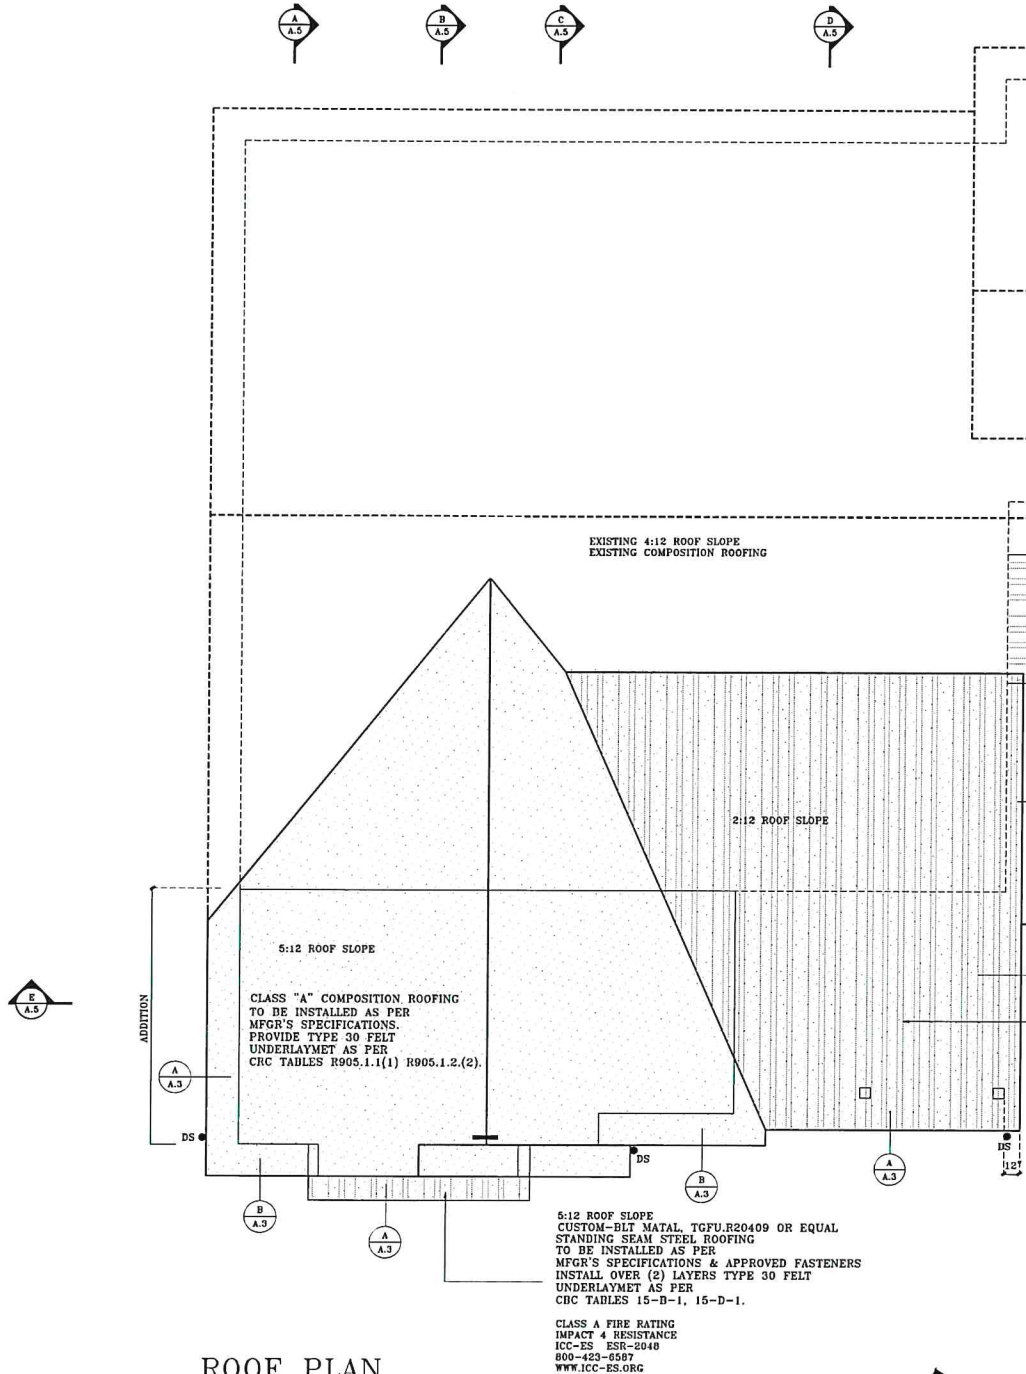 A
A.5
B
A.5
C
A.5
D
A.5
EXISTING 4:12 ROOF SLOPE
EXISTING COMPOSITION ROOFING
2:12 ROOF SLOPE
5:12 ROOF SLOPE
CLASS "A" COMPOSITION ROOFING
TO BE INSTALLED AS PER
MFGR'S SPECIFICATIONS.
PROVIDE TYPE 30 FELT
UNDERLAYMET AS PER
CRC TABLES R905.1.1(1) R905.1.2.(2).
E
A.5
ADDITION
A
A.3
DS
DS
DS
12"
B
A.3
A
A.3
B
A.3
A
A.3
5:12 ROOF SLOPE
CUSTOM-BLT MATAL, TGFU.R20409 OR EQUAL
STANDING SEAM STEEL ROOFING
TO BE INSTALLED AS PER
MFGR'S SPECIFICATIONS & APPROVED FASTENERS
INSTALL OVER (2) LAYERS TYPE 30 FELT
UNDERLAYMET AS PER
CBC TABLES 15-B-1, 15-D-1.
CLASS A FIRE RATING
IMPACT 4 RESISTANCE
ICC-ES ESR-2048
800-423-6587
WWW.ICC-ES.ORG
ROOF PLAN